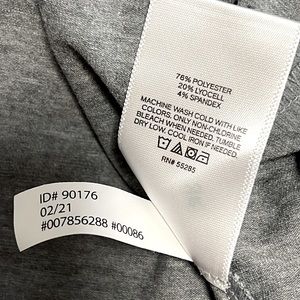 76% POLYESTER
20% LYOCELL
4% SPANDEX
MACHINE WASH COLD WITH LIKE
COLORS. ONLY NON-CHLORINE
BLEACH WHEN NEEDED. TUMBLE
DRY LOW. COOL IRON IF NEEDED.
RN# 55285
ID# 90176
02/21
#007856288 #00086